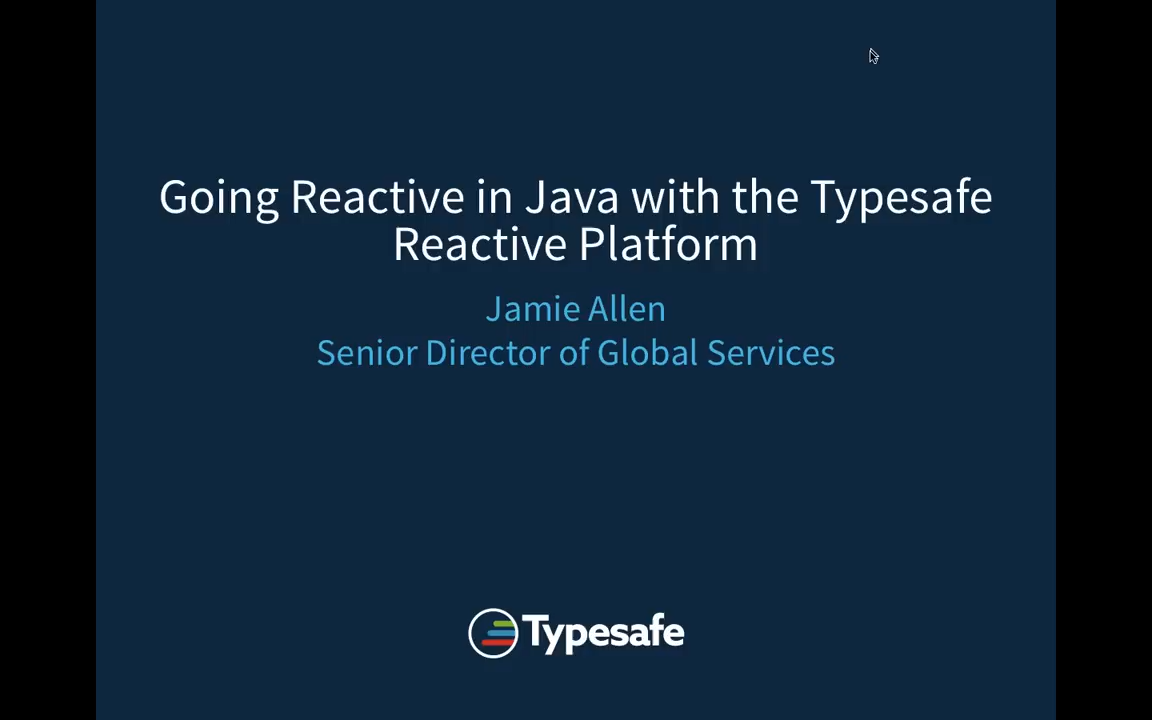 Going Reactive in Java with the Typesafe
Reactive Platform
Jamie Allen
Senior Director of Global Services
Typesafe